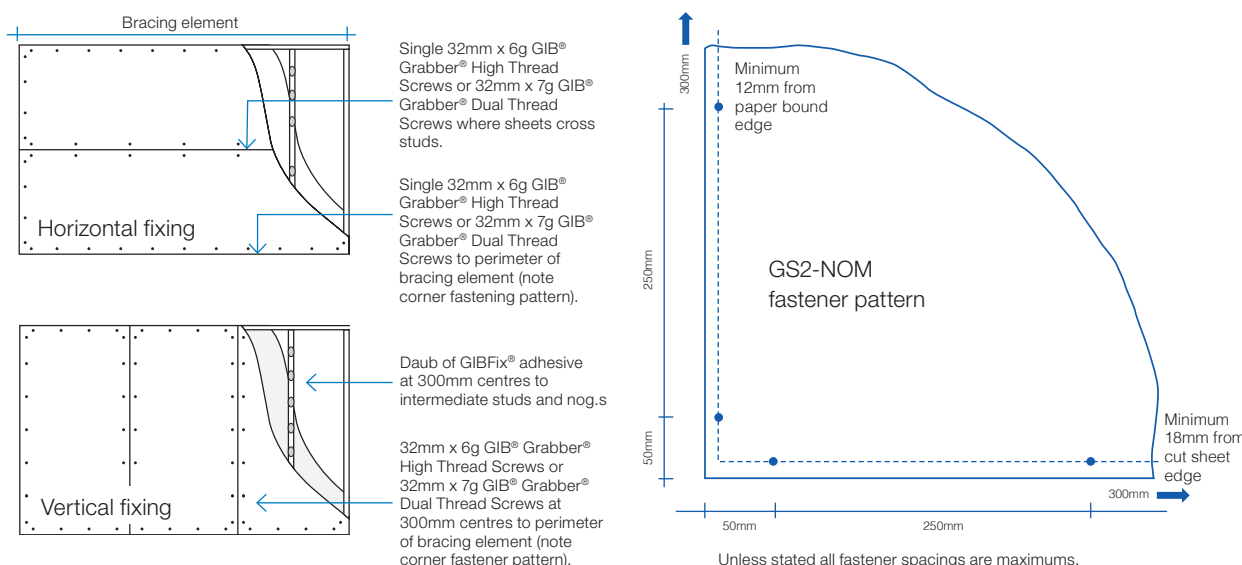 Bracing element
Single 32mm x 6g GIB®
Grabber® High Thread
Screws or 32mm x 7g GIB®
Grabber® Dual Thread
Screws where sheets cross
studs.
Single 32mm x 6g GIB®
Grabber® High Thread
Screws or 32mm x 7g GIB®
Grabber® Dual Thread
Screws to perimeter of
bracing element (note
corner fastening pattern).
Horizontal fixing
Daub of GIBFix® adhesive
at 300mm centres to
intermediate studs and nog.s
32mm x 6g GIB® Grabber®
High Thread Screws or
32mm x 7g GIB® Grabber®
Dual Thread Screws at
300mm centres to perimeter
of bracing element (note
corner fastener pattern).
Vertical fixing
300mm
Minimum
12mm from
paper bound
edge
250mm
GS2-NOM
fastener pattern
50mm
Minimum
18mm from
cut sheet
edge
300mm
50mm
250mm
Unless stated all fastener spacings are maximums.